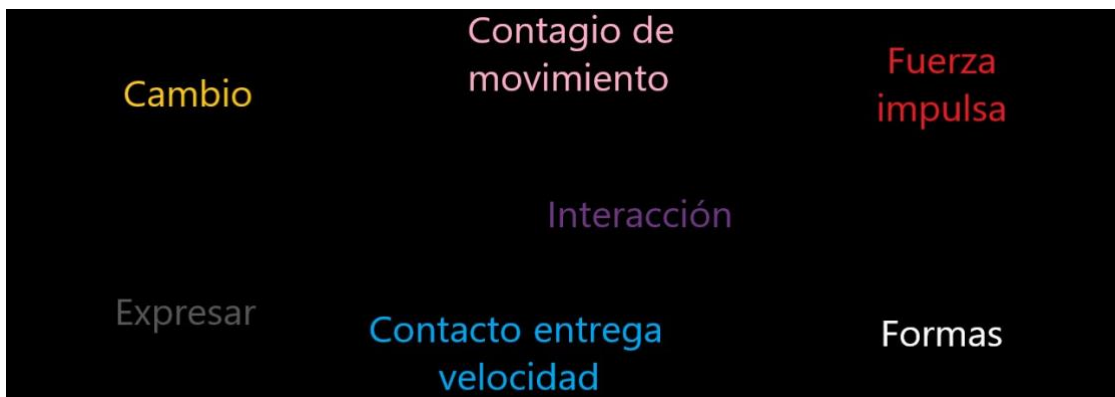 Contagio de
movimiento
Cambio
Fuerza
impulsa
Interacción
Expresar
Contacto entrega
velocidad
Formas